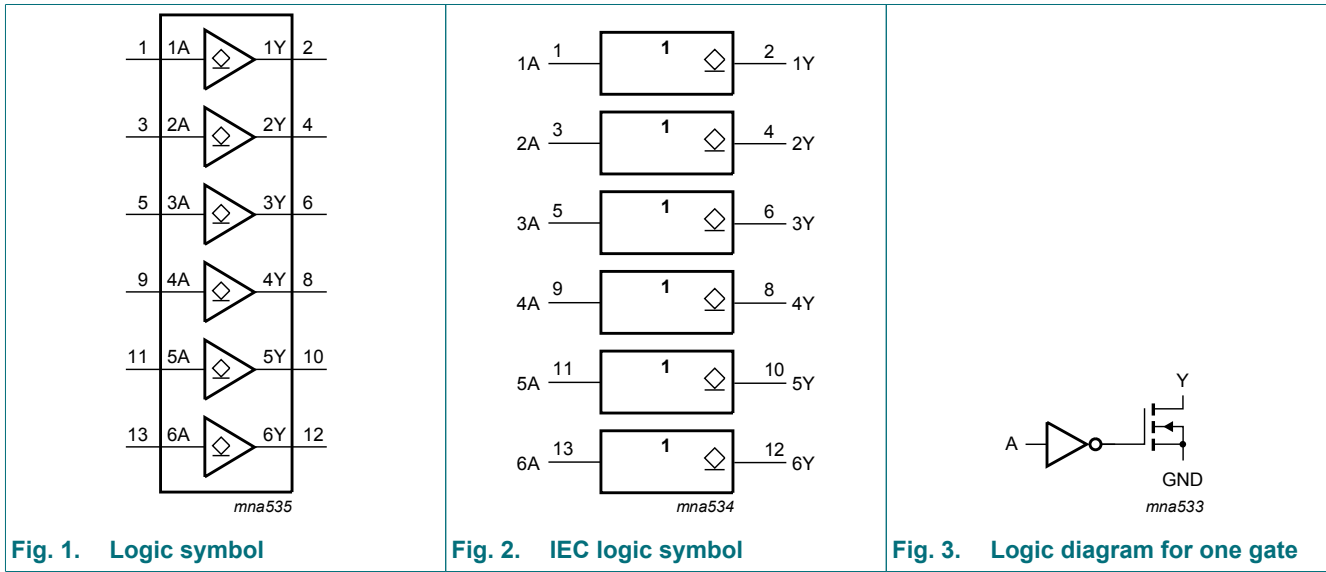 1 1A 1Y 2
3 2A 2Y 4
5 3A 3Y 6
9 4A 4Y 8
11 5A 5Y 10
13 6A 6Y 12
mna535
Fig. 1. Logic symbol
1A 1 1 2 1Y
2A 3 1 4 2Y
3A 5 1 6 3Y
4A 9 1 8 4Y
5A 11 1 10 5Y
6A 13 1 12 6Y
mna534
Fig. 2. IEC logic symbol
Y
A
GND
mna533
Fig. 3. Logic diagram for one gate